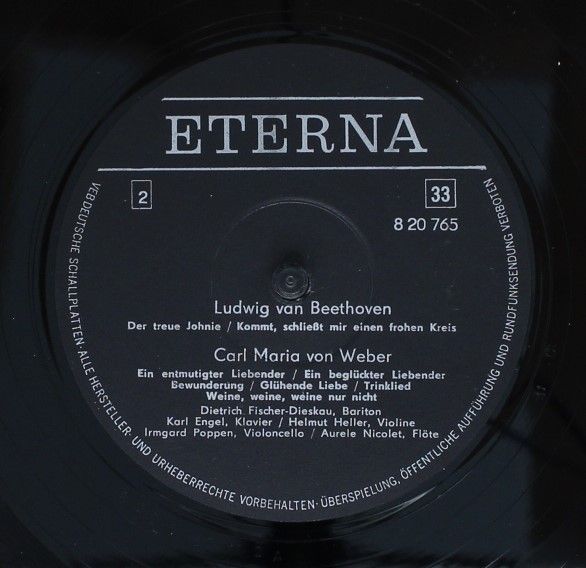 ETERNA
2
33
8 20 765
Ludwig van Beethoven
Der treue Johnie / Kommt, schließt mir einen frohen Kreis
Carl Maria von Weber
Ein entmutigter Liebender / Ein beglückter Liebender
Bewunderung / Glühende Liebe / Trinklied
Weine, weine, weine nur nicht
Dietrich Fischer-Dieskau, Bariton
Karl Engel, Klavier / Helmut Heller, Violine
Irmgard Poppen, Violoncello / Aurele Nicolet, Flöte
VEB DEUTSCHE SCHALLPLATTEN · ALLE HERSTELLER- UND URHEBERRECHTE VORBEHALTEN · ÜBERSPIELUNG, ÖFFENTLICHE AUFFÜHRUNG UND RUNDFUNKSENDUNG VERBOTEN